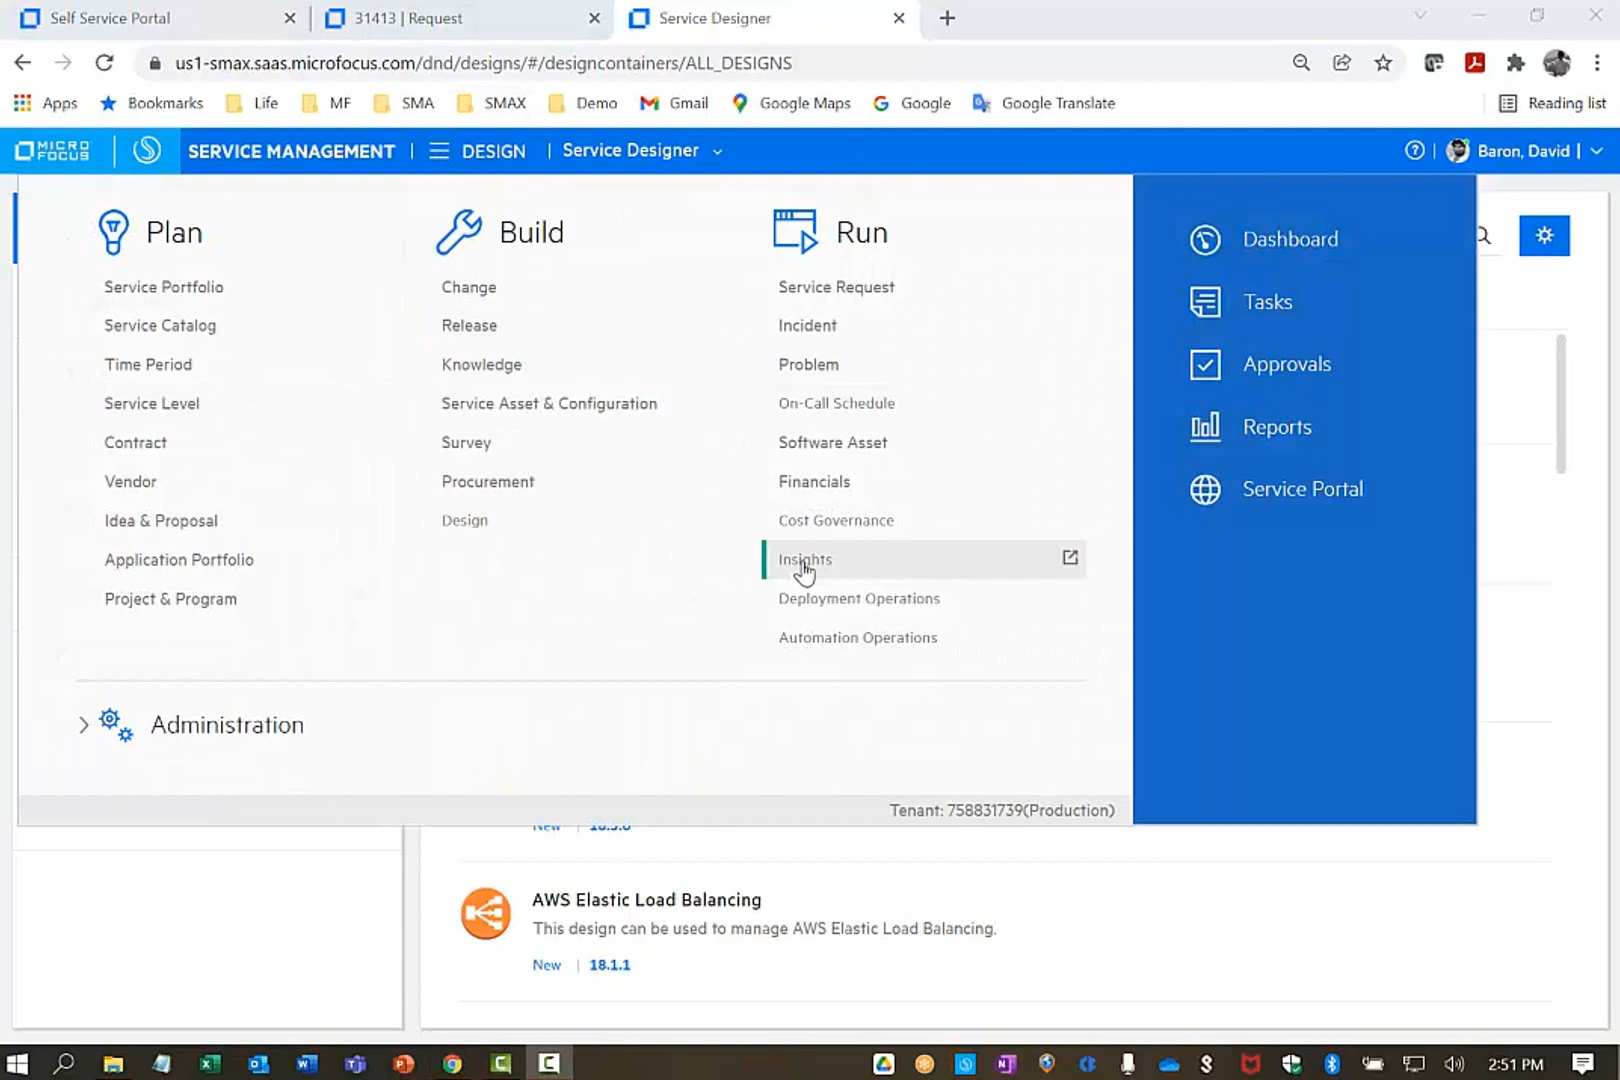 Self Service Portal
31413 | Request
Service Designer
us1-smax.saas.microfocus.com/dnd/designs/#/designcontainers/ALL_DESIGNS
Apps
Bookmarks
Life
MF
SMA
SMAX
Demo
Gmail
Google Maps
Google
Google Translate
Reading list
MICRO
FOCUS
SERVICE MANAGEMENT
DESIGN
Service Designer
Baron, David
Plan
Service Portfolio
Service Catalog
Time Period
Service Level
Contract
Vendor
Idea & Proposal
Application Portfolio
Project & Program
Build
Change
Release
Knowledge
Service Asset & Configuration
Survey
Procurement
Design
Run
Service Request
Incident
Problem
On-Call Schedule
Software Asset
Financials
Cost Governance
Insights
Deployment Operations
Automation Operations
Dashboard
Tasks
Approvals
Reports
Service Portal
Administration
Tenant: 758831739(Production)
New
AWS Elastic Load Balancing
This design can be used to manage AWS Elastic Load Balancing.
New | 18.1.1
2:51 PM